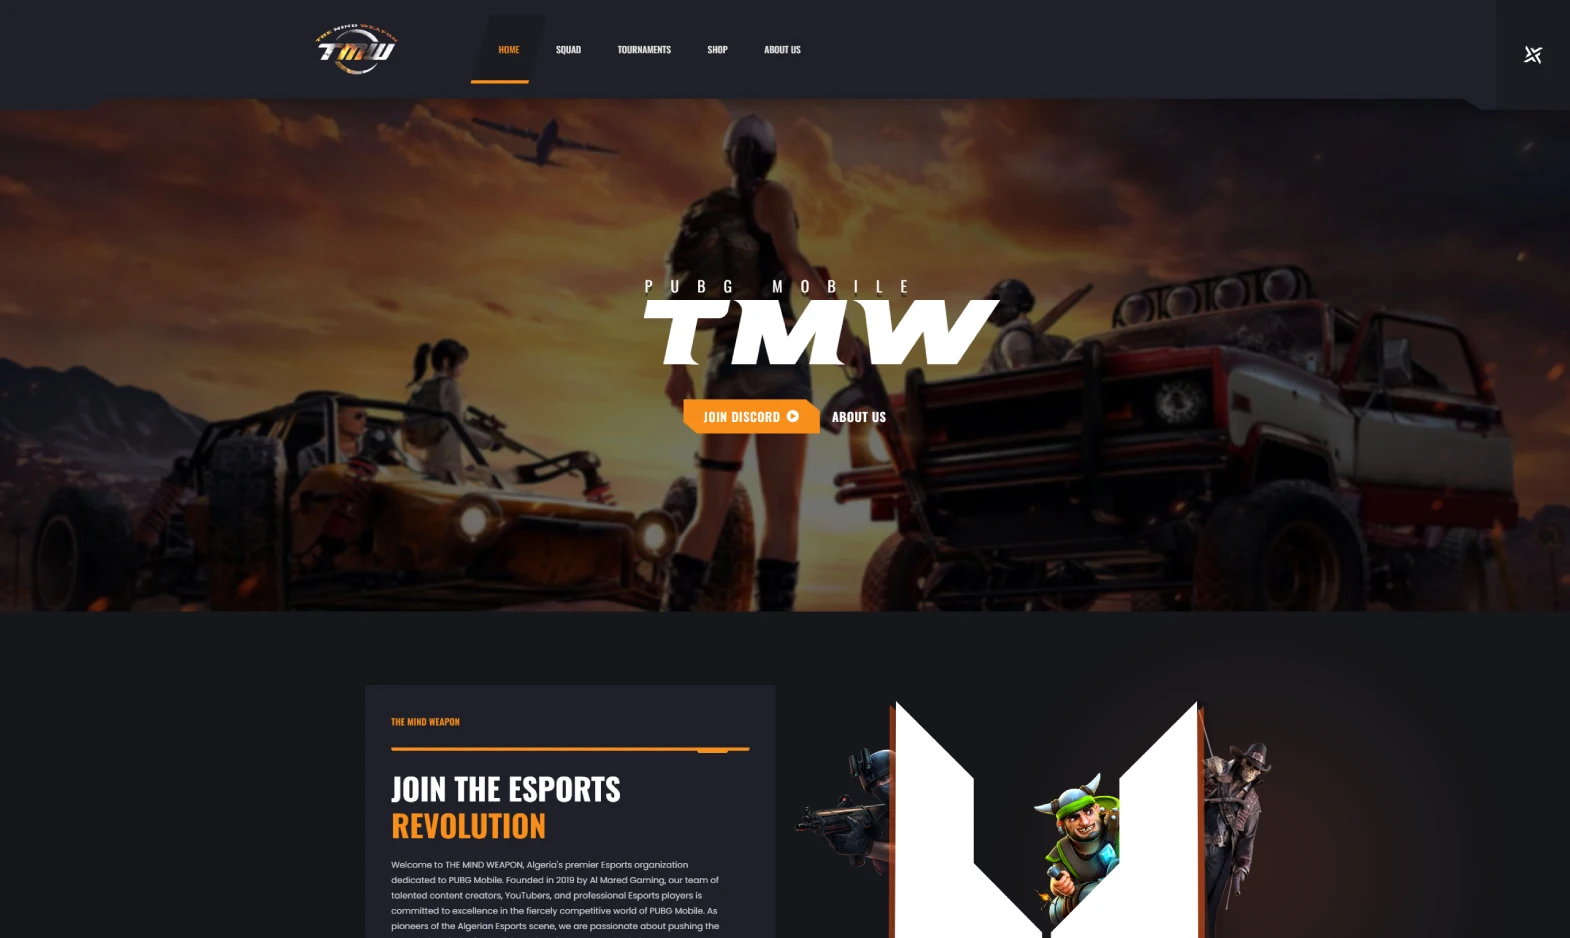 THE MIND WEAPON
TMW
HOME
SQUAD
TOURNAMENTS
SHOP
ABOUT US
PUBG MOBILE
TMW
JOIN DISCORD
ABOUT US
THE MIND WEAPON
JOIN THE ESPORTS
REVOLUTION
Welcome to THE MIND WEAPON, Algeria's premier Esports organization
dedicated to PUBG Mobile. Founded in 2019 by Al Mared Gaming, our team of
talented content creators, YouTubers, and professional Esports players is
committed to excellence in the fiercely competitive world of PUBG Mobile. As
pioneers of the Algerian Esports scene, we are passionate about pushing the